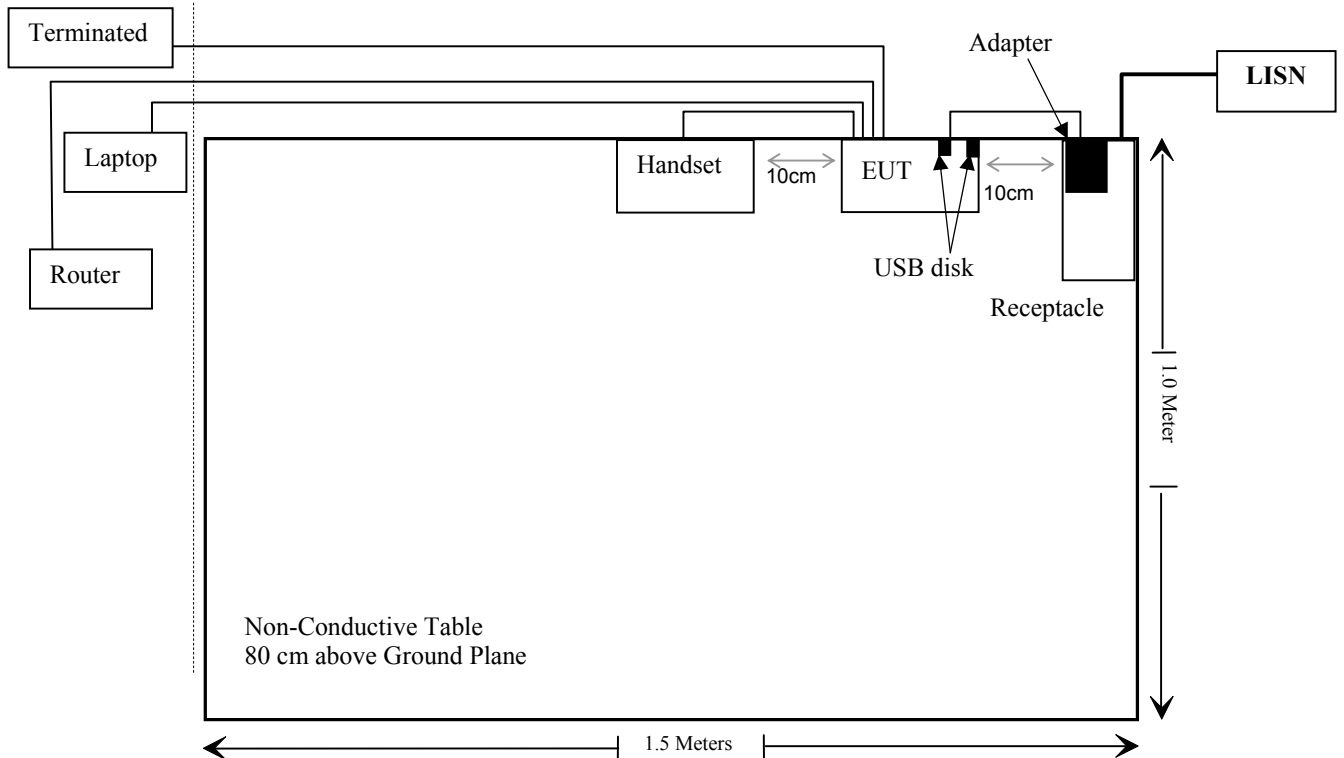 Terminated
Adapter
LISN
Laptop
Handset
10cm
EUT
10cm
USB disk
Router
Receptacle
1.0 Meter
Non-Conductive Table
80 cm above Ground Plane
1.5 Meters